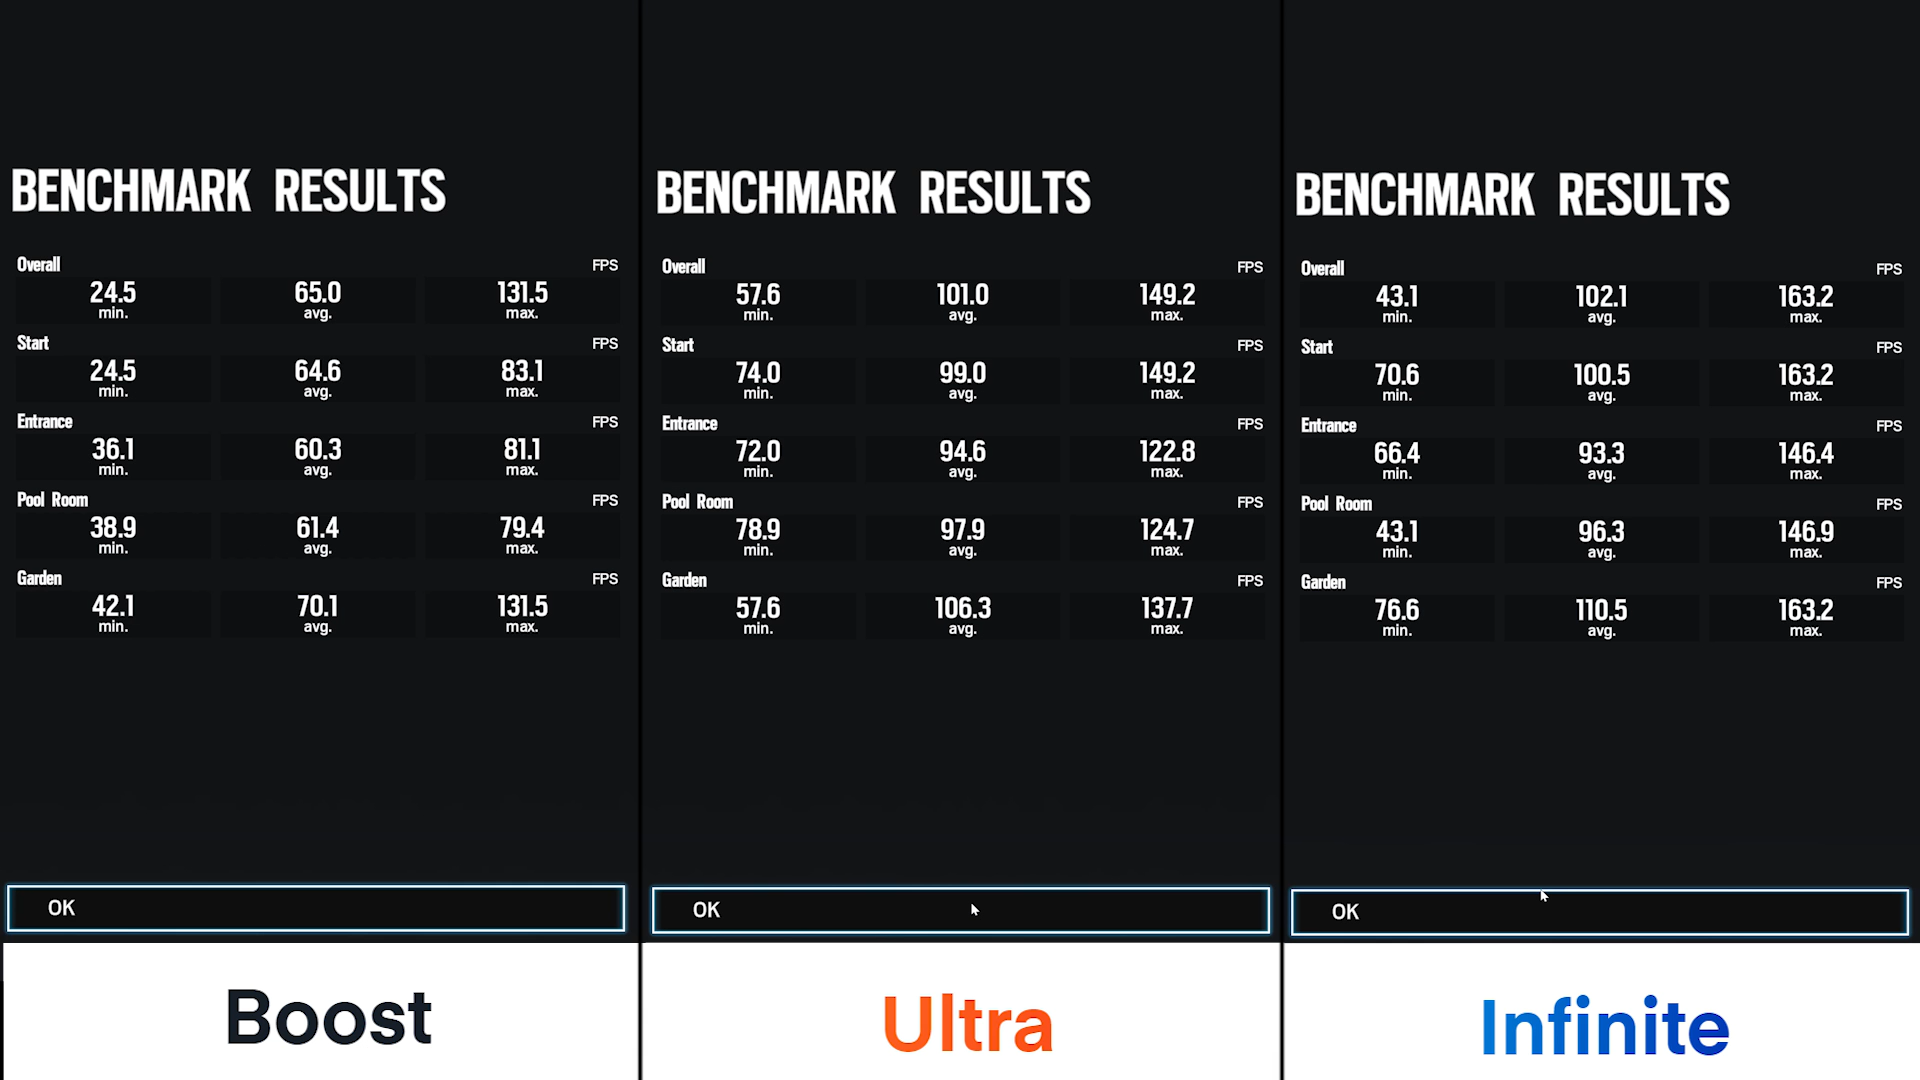 BENCHMARK RESULTS
Overall FPS
24.5 65.0 131.5
min. avg. max.
Start FPS
24.5 64.6 83.1
min. avg. max.
Entrance FPS
36.1 60.3 81.1
min. avg. max.
Pool Room FPS
38.9 61.4 79.4
min. avg. max.
Garden FPS
42.1 70.1 131.5
min. avg. max.
OK
Boost
BENCHMARK RESULTS
Overall FPS
57.6 101.0 149.2
min. avg. max.
Start FPS
74.0 99.0 149.2
min. avg. max.
Entrance FPS
72.0 94.6 122.8
min. avg. max.
Pool Room FPS
78.9 97.9 124.7
min. avg. max.
Garden FPS
57.6 106.3 137.7
min. avg. max.
OK
Ultra
BENCHMARK RESULTS
Overall FPS
43.1 102.1 163.2
min. avg. max.
Start FPS
70.6 100.5 163.2
min. avg. max.
Entrance FPS
66.4 93.3 146.4
min. avg. max.
Pool Room FPS
43.1 96.3 146.9
min. avg. max.
Garden FPS
76.6 110.5 163.2
min. avg. max.
OK
Infinite